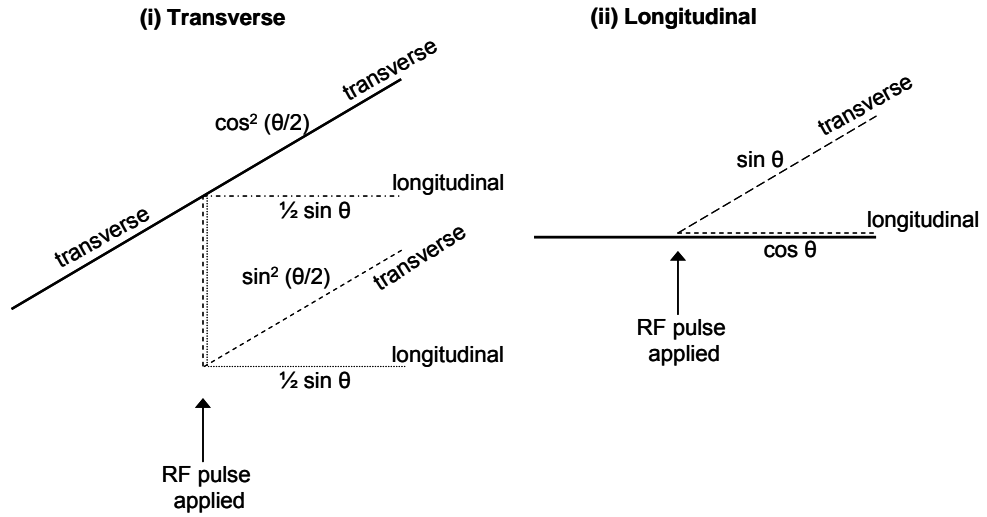 (i) Transverse
transverse
cos² (θ/2)
transverse
longitudinal
½ sin θ
sin² (θ/2)
transverse
longitudinal
½ sin θ
RF pulse
applied
(ii) Longitudinal
transverse
sin θ
longitudinal
cos θ
RF pulse
applied